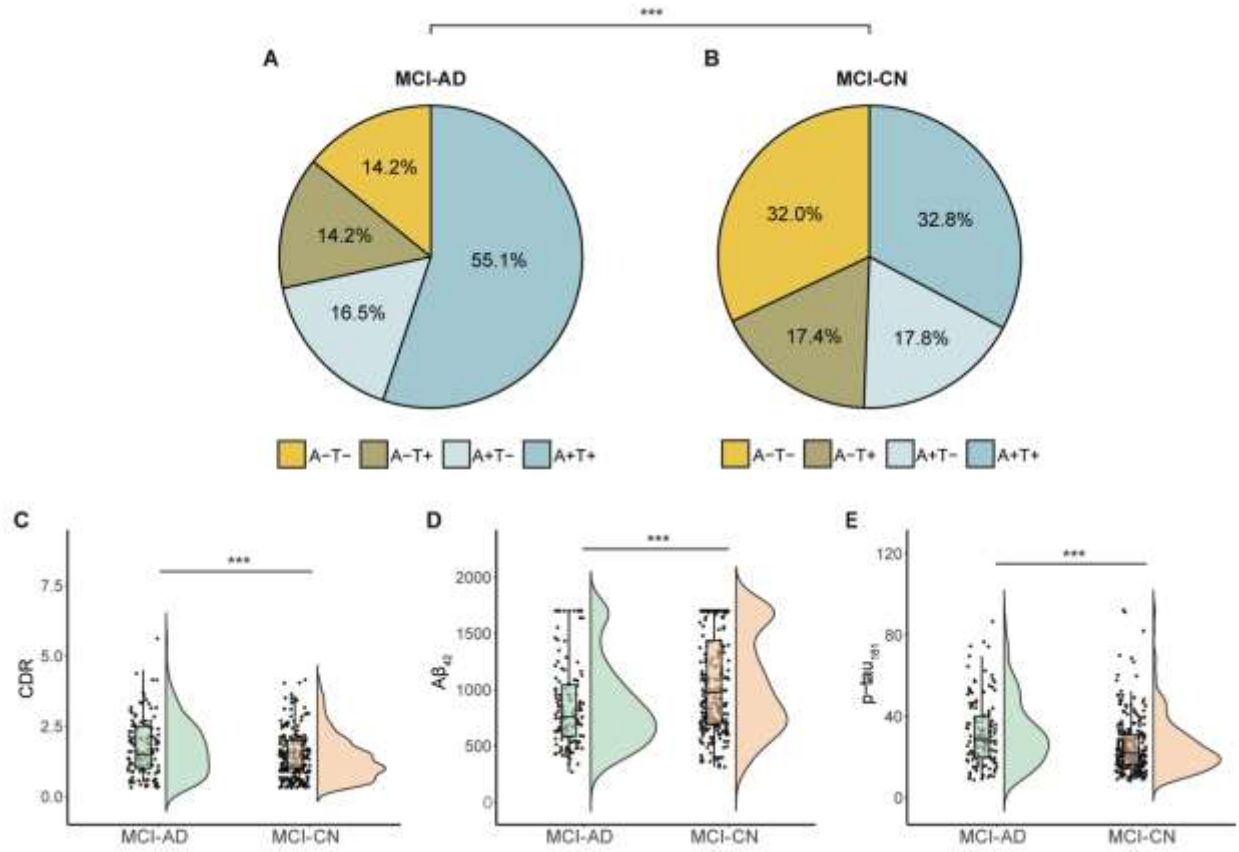 ***
A
B
MCI-AD
MCI-CN
14.2%
14.2%
16.5%
55.1%
32.0%
32.8%
17.4%
17.8%
A−T−
A−T+
A+T−
A+T+
A−T−
A−T+
A+T−
A+T+
C
CDR
7.5
5.0
2.5
0.0
***
MCI-AD
MCI-CN
D
Aβ42
2000
1500
1000
500
0
***
MCI-AD
MCI-CN
E
p-tau181
120
80
40
0
***
MCI-AD
MCI-CN